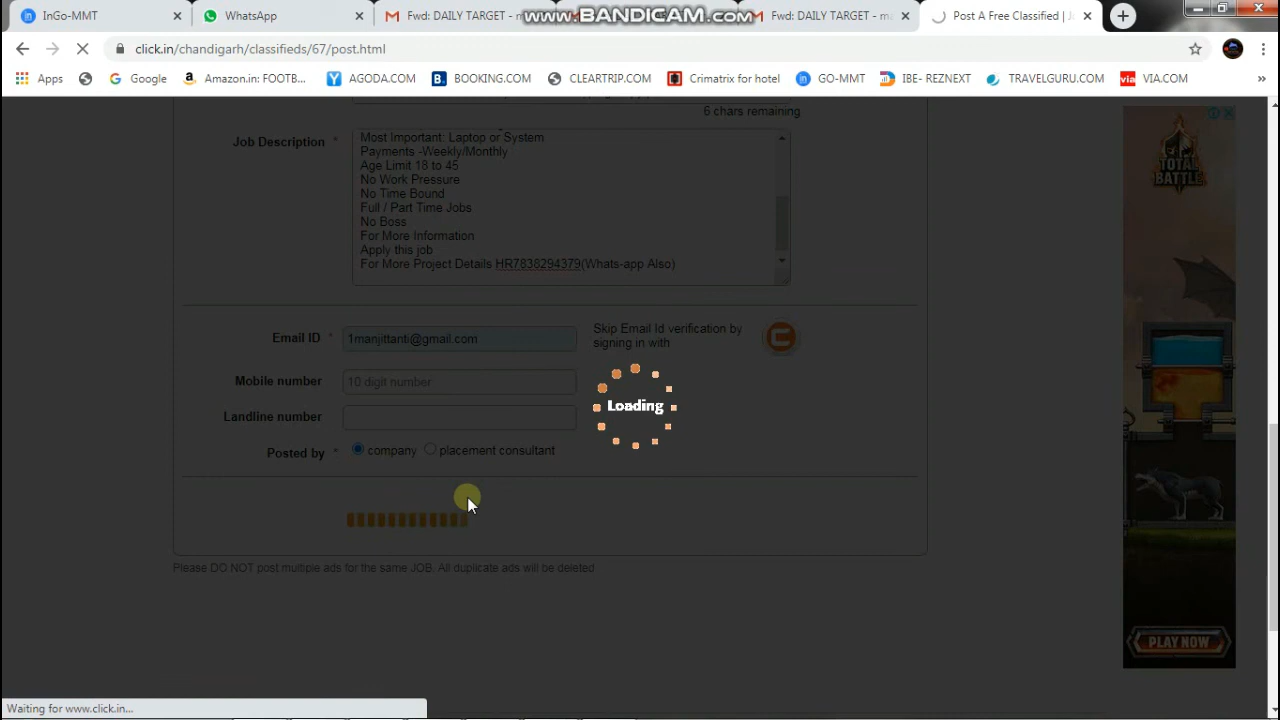 InGo-MMT
WhatsApp
Fwd: DAILY TARGET - m
www.BANDICAM.com
Fwd: DAILY TARGET - ma
Post A Free Classified | J
click.in/chandigarh/classifieds/67/post.html
Apps
Google
Amazon.in: FOOTB...
AGODA.COM
BOOKING.COM
CLEARTRIP.COM
Crimatrix for hotel
GO-MMT
IBE- REZNEXT
TRAVELGURU.COM
VIA.COM
6 chars remaining
Job Description *
Most Important: Laptop or System
Payments -Weekly/Monthly
Age Limit 18 to 45
No Work Pressure
No Time Bound
Full / Part Time Jobs
No Boss
For More Information
Apply this job
For More Project Details HR7838294379(Whats-app Also)
TOTAL
BATTLE
Email ID * 1manjittanti@gmail.com
Skip Email Id verification by
signing in with
Mobile number 10 digit number
Loading
Landline number
Posted by * company placement consultant
Please DO NOT post multiple ads for the same JOB. All duplicate ads will be deleted
PLAY NOW
Waiting for www.click.in...